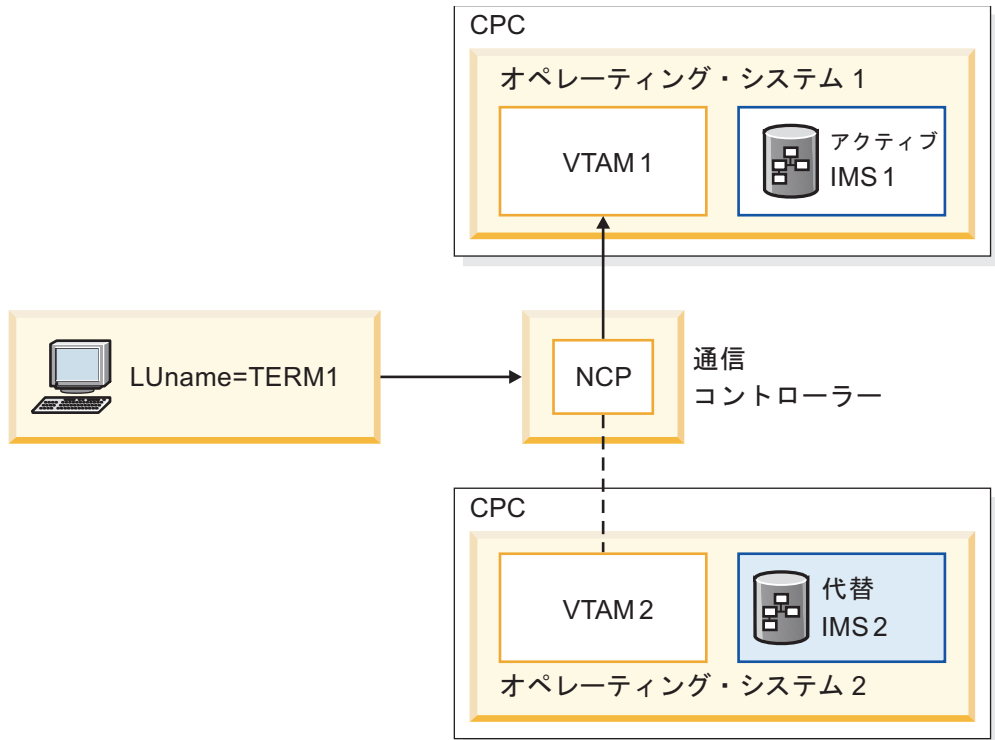 CPC
オペレーティング・システム 1
VTAM 1
アクティブ
IMS 1
LUname=TERM1
NCP
通信
コントローラー
CPC
VTAM 2
代替
IMS 2
オペレーティング・システム 2